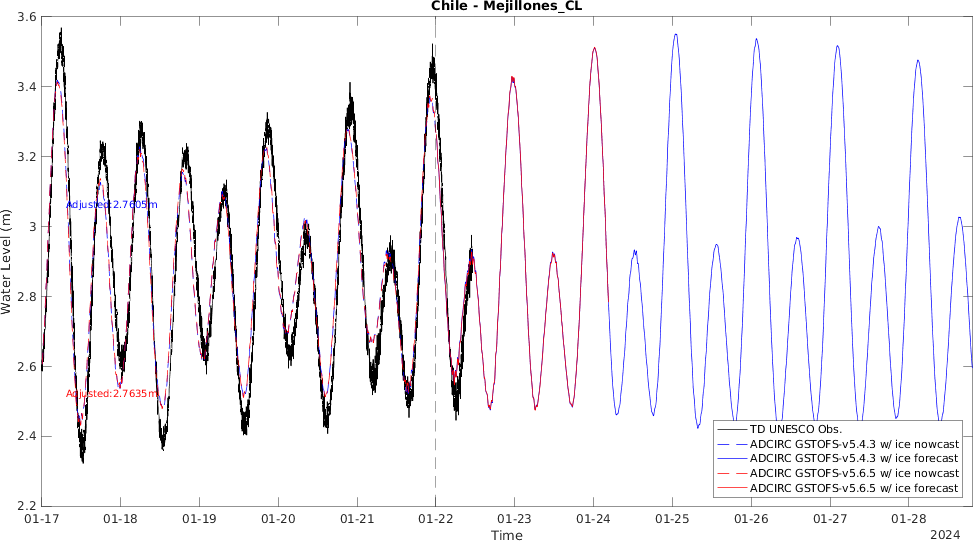 Chile - Mejillones_CL
3.6
3.4
3.2
3
2.8
2.6
2.4
2.2
Water Level (m)
Adjusted:2.7605m
Adjusted:2.7635m
TD UNESCO Obs.
ADCIRC GSTOFS-v5.4.3 w/ ice nowcast
ADCIRC GSTOFS-v5.4.3 w/ ice forecast
ADCIRC GSTOFS-v5.6.5 w/ ice nowcast
ADCIRC GSTOFS-v5.6.5 w/ ice forecast
01-17 01-18 01-19 01-20 01-21 01-22 01-23 01-24 01-25 01-26 01-27 01-28
Time
2024